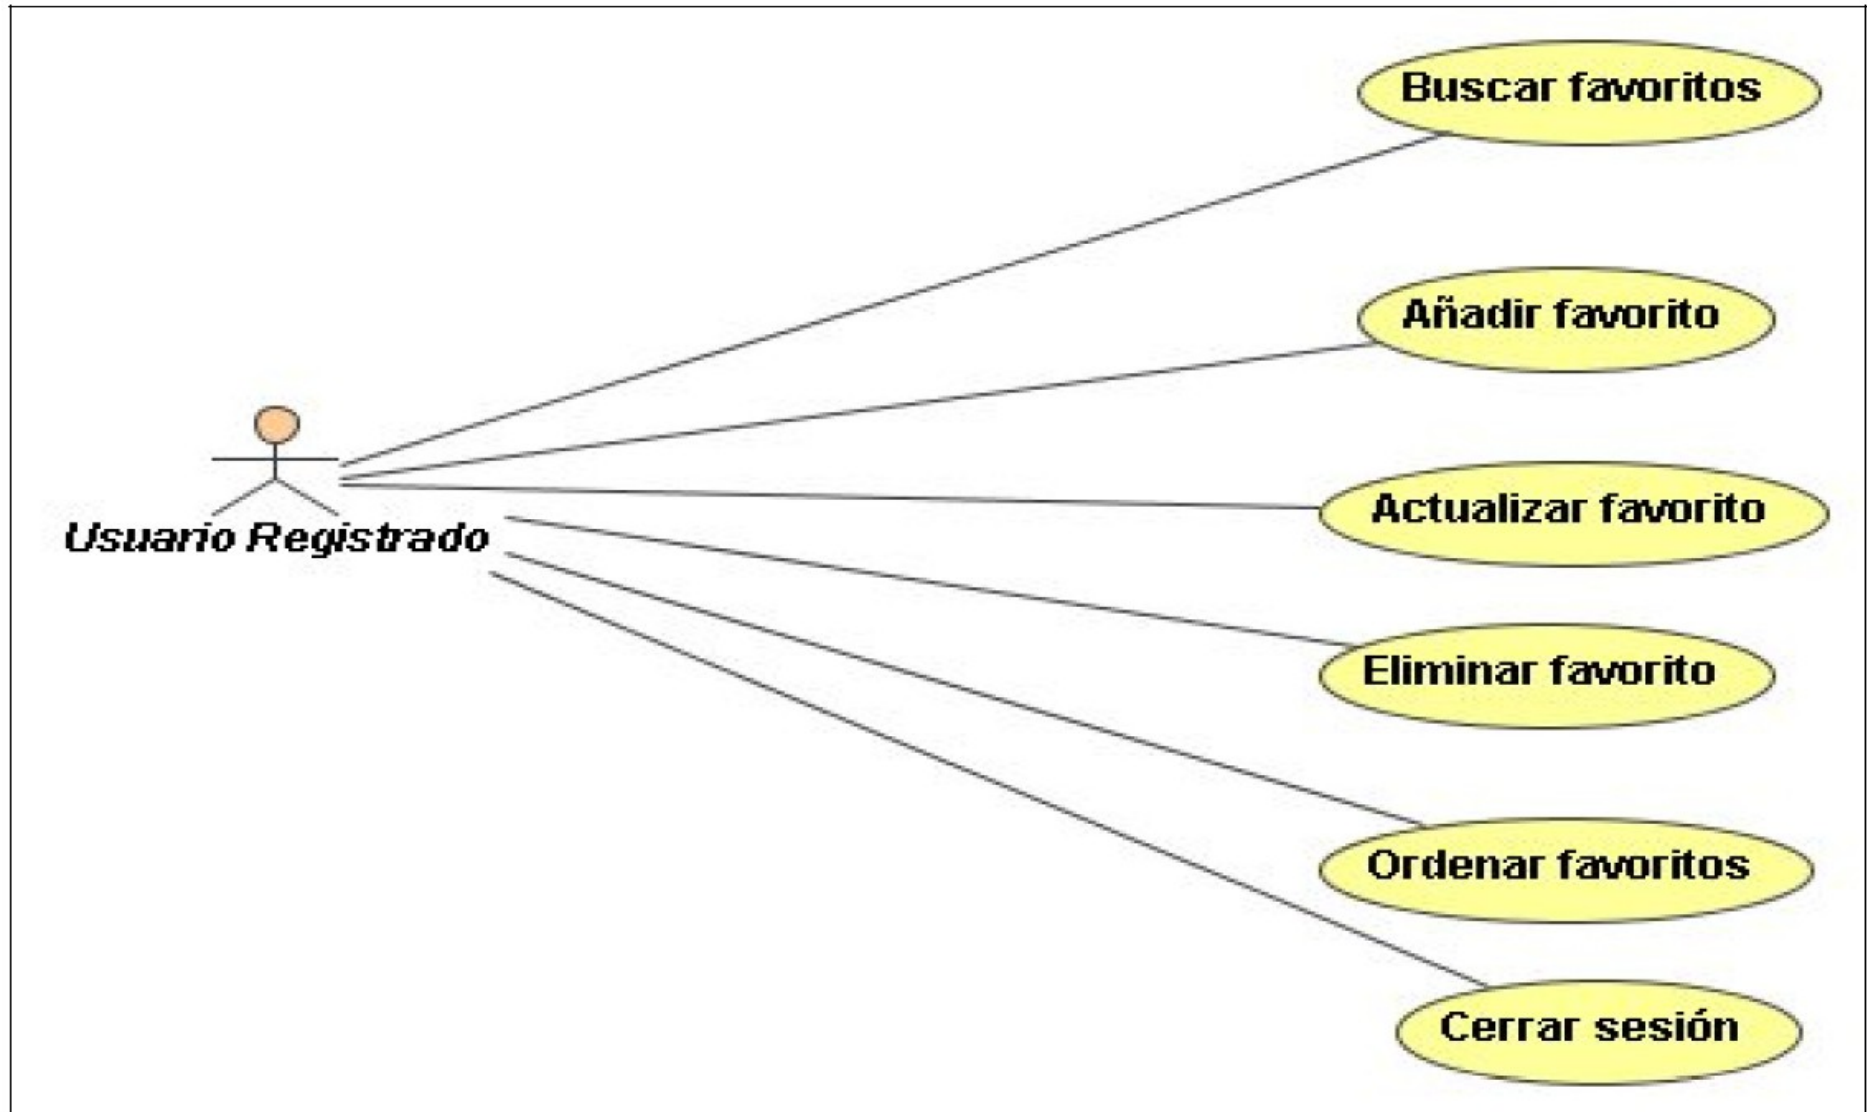 Buscar favoritos
Añadir favorito
Actualizar favorito
Usuario Registrado
Eliminar favorito
Ordenar favoritos
Cerrar sesión